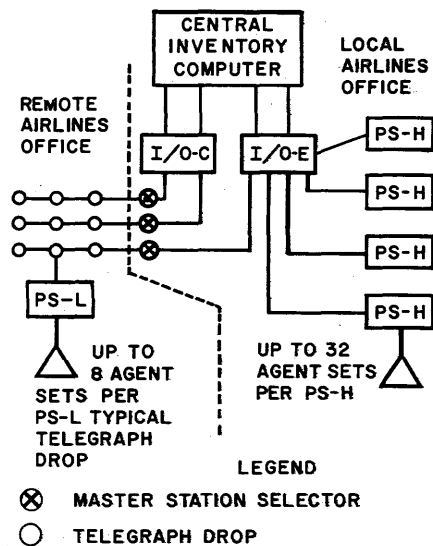 CENTRAL
INVENTORY
COMPUTER
LOCAL
AIRLINES
OFFICE
REMOTE
AIRLINES
OFFICE
I/O-C
I/O-E
PS-H
PS-H
PS-H
PS-H
PS-L
UP TO
8 AGENT
SETS PER
PS-L TYPICAL
TELEGRAPH
DROP
UP TO 32
AGENT SETS
PER PS-H
LEGEND
MASTER STATION SELECTOR
TELEGRAPH DROP